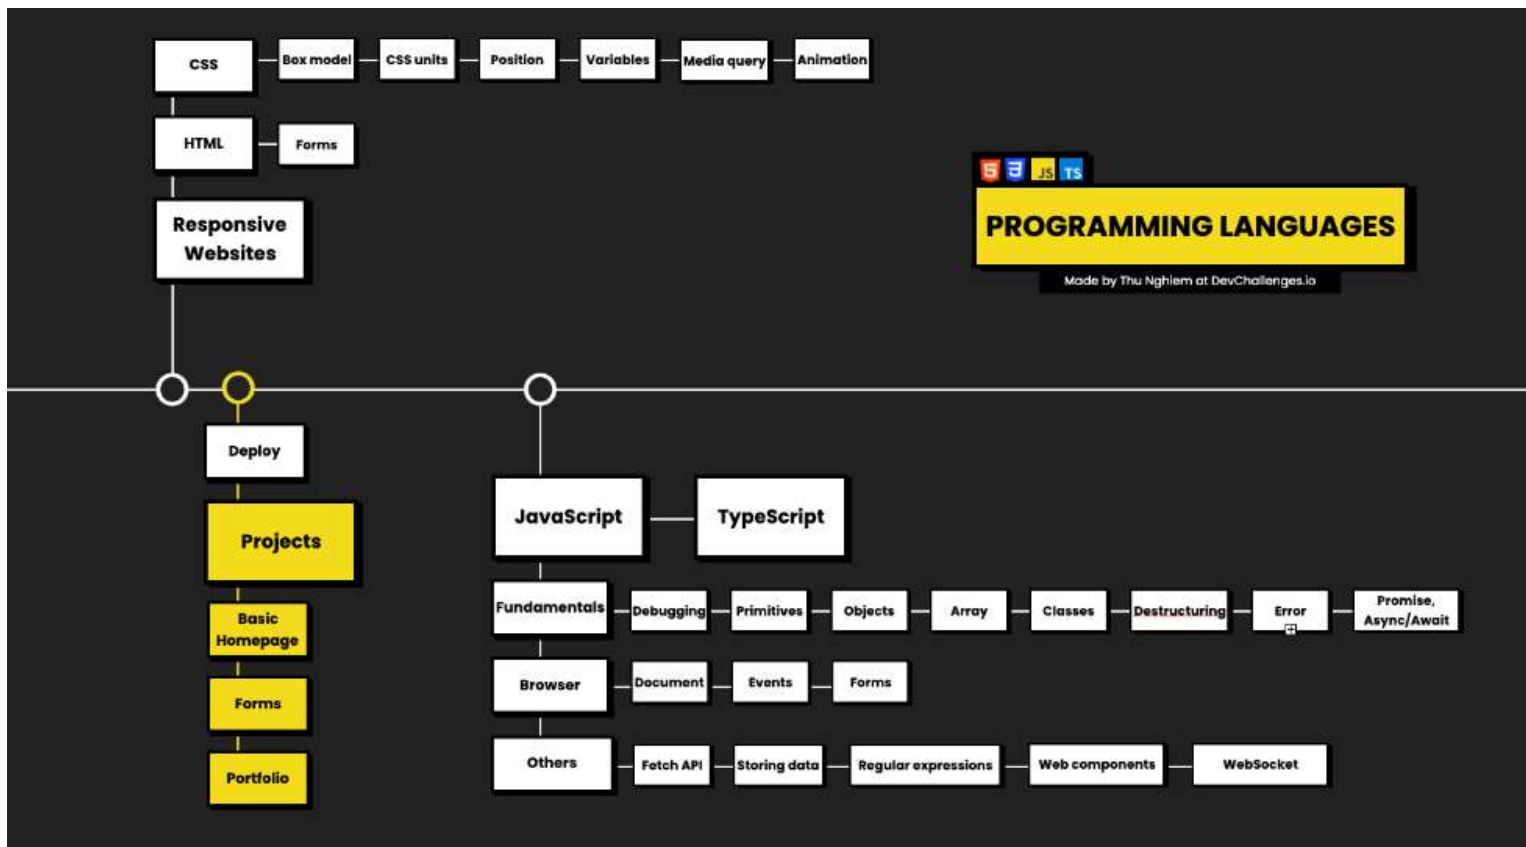 CSS
Box model
CSS units
Position
Variables
Media query
Animation
HTML
Forms
Responsive
Websites
5
3
JS
TS
PROGRAMMING LANGUAGES
Made by Thu Nghiem at DevChallenges.io
Deploy
Projects
Basic
Homepage
Forms
Portfolio
JavaScript
TypeScript
Fundamentals
Debugging
Primitives
Objects
Array
Classes
Destructuring
Error
Promise,
Async/Await
Browser
Document
Events
Forms
Others
Fetch API
Storing data
Regular expressions
Web components
WebSocket